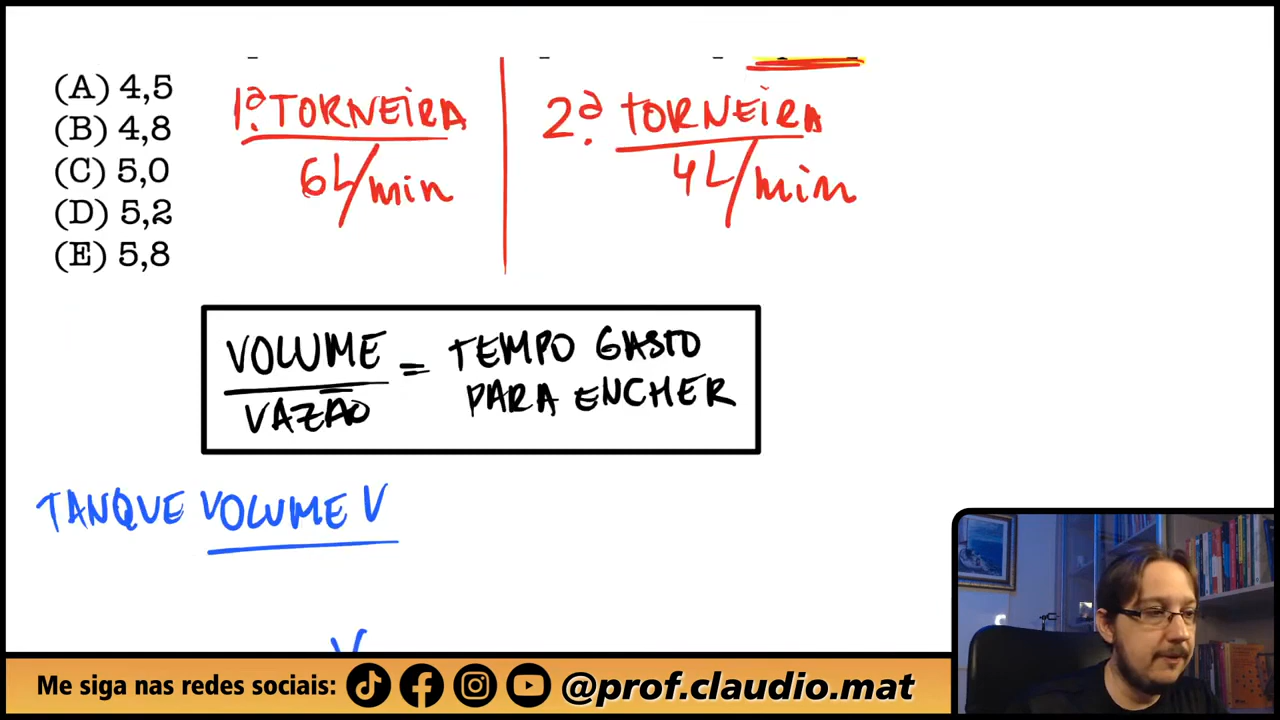 (A) 4,5
(B) 4,8
(C) 5,0
(D) 5,2
(E) 5,8
1ª TORNEIRA
6L/min
2ª TORNEIRA
4L/min
VOLUME
VAZÃO
= TEMPO GASTO
PARA ENCHER
TANQUE VOLUME V
V
Me siga nas redes sociais: @prof.claudio.mat